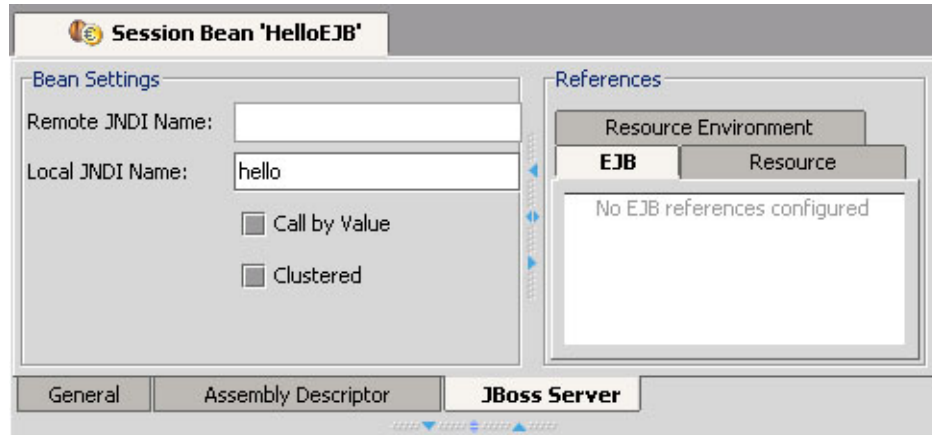 Session Bean 'HelloEJB'
Bean Settings
Remote JNDI Name:
Local JNDI Name:
hello
Call by Value
Clustered
References
Resource Environment
EJB
Resource
No EJB references configured
General
Assembly Descriptor
JBoss Server